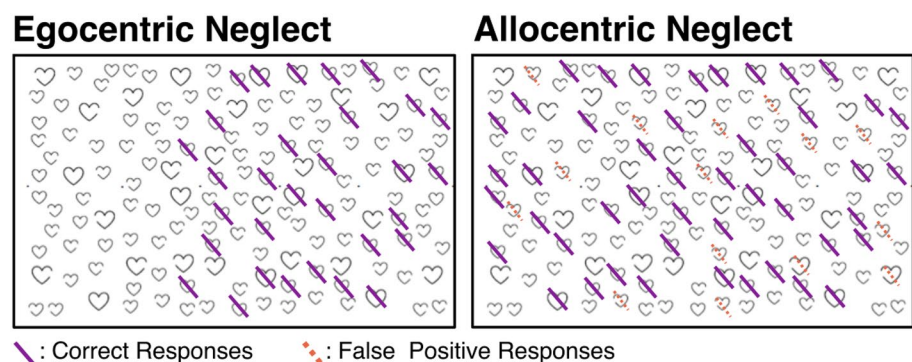 Egocentric Neglect
Allocentric Neglect
: Correct Responses
: False Positive Responses